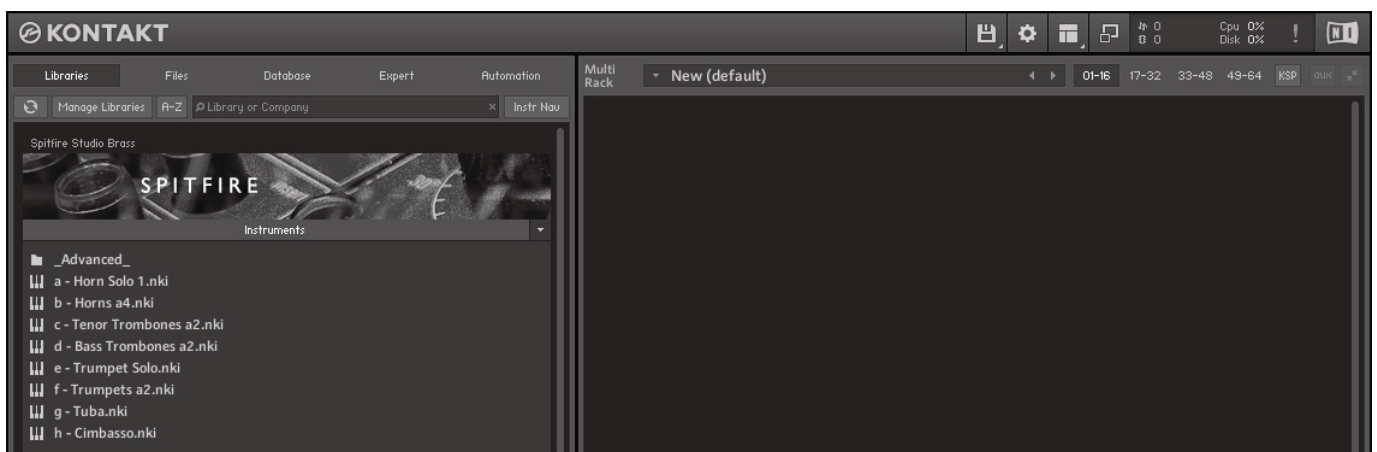 KONTAKT
0 Cpu 0%
0 Disk 0%
!
NI
Libraries Files Database Expert Automation
Multi Rack
New (default)
01-16 17-32 33-48 49-64 KSP aux
Manage Libraries A-Z Library or Company × Instr Nav
Spitfire Studio Brass
SPITFIRE
Instruments
_Advanced_
a - Horn Solo 1.nki
b - Horns a4.nki
c - Tenor Trombones a2.nki
d - Bass Trombones a2.nki
e - Trumpet Solo.nki
f - Trumpets a2.nki
g - Tuba.nki
h - Cimbasso.nki